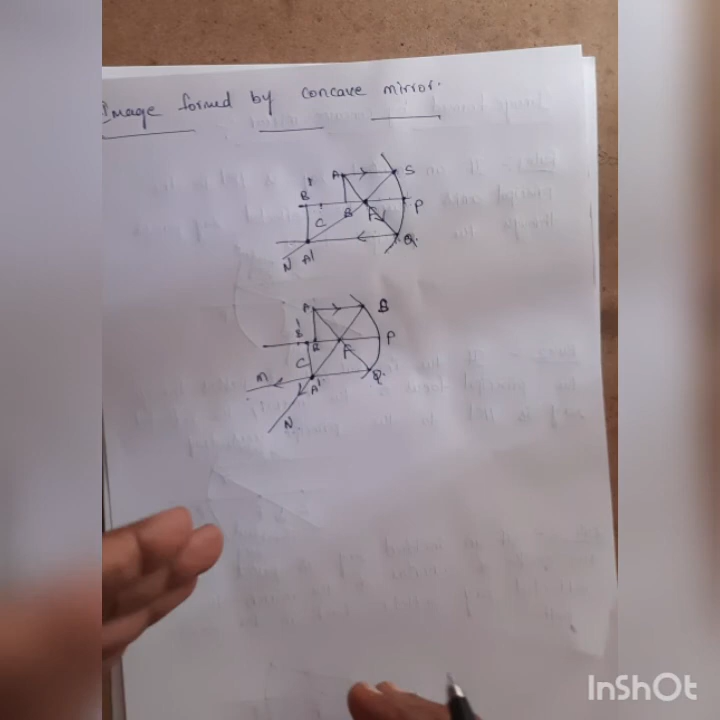 Image formed by concave mirror.
A S
B' C B F P
N A' Q.
A B
B' B F P
C
M A' Q.
N
InShOt